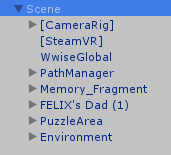 Scene
[CameraRig]
[SteamVR]
WwiseGlobal
PathManager
Memory_Fragment
FELIX's Dad (1)
PuzzleArea
Environment